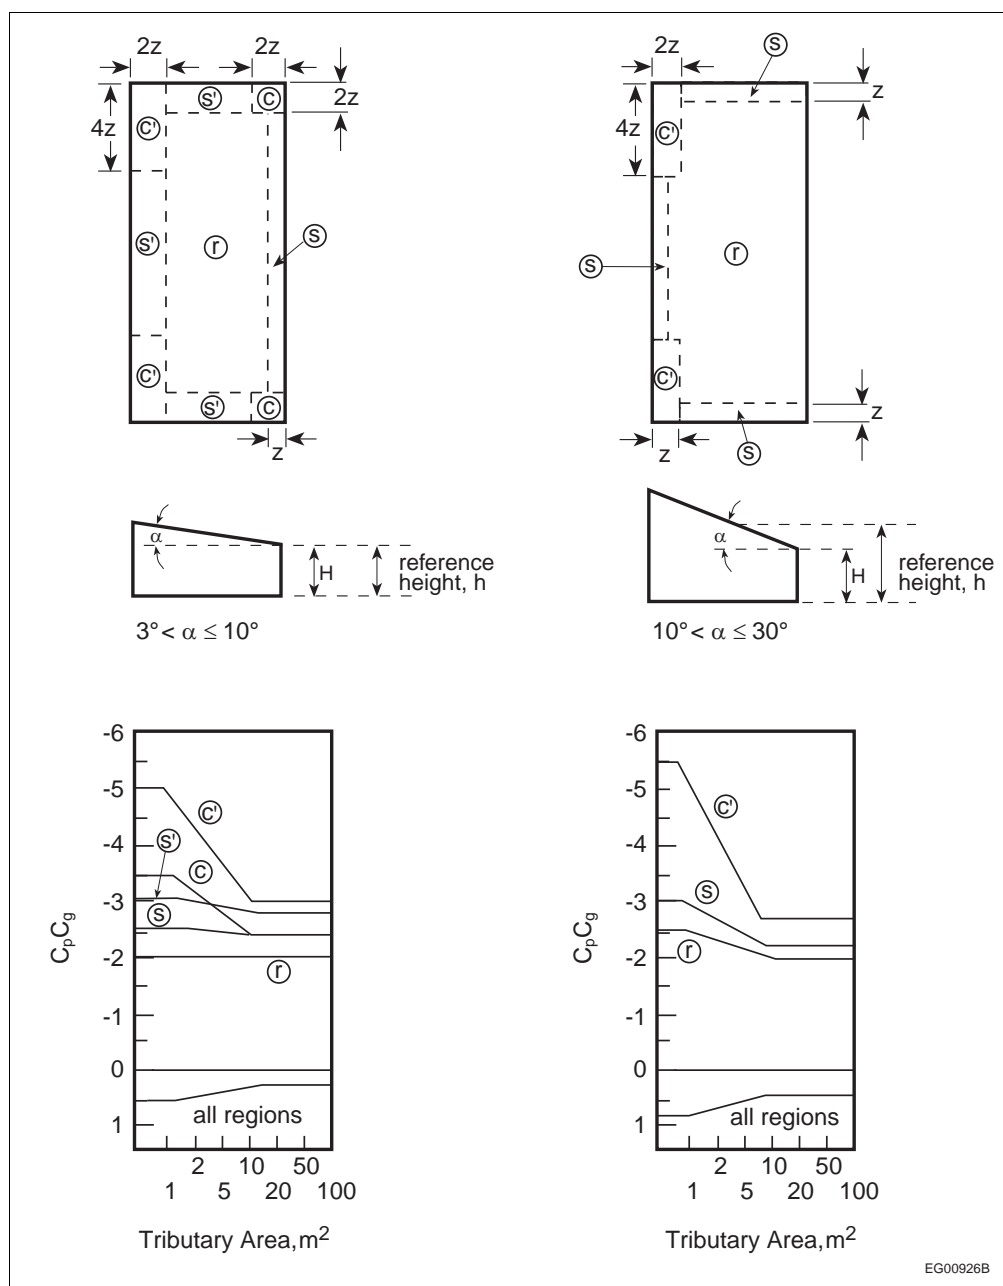 2z 2z
2z
4z
s' c
c'
s' r s
c'
s' c
z
α
H
reference
height, h
3° < α ≤ 10°
2z
s
z
4z
c'
s
r
c'
z
z
s
α
H
reference
height, h
10° < α ≤ 30°
CpCg
-6
-5
-4
-3
-2
-1
0
1
c'
s'
c
s
r
all regions
2 10 50
1 5 20 100
Tributary Area, m2
CpCg
-6
-5
-4
-3
-2
-1
0
1
c'
s
r
all regions
2 10 50
1 5 20 100
Tributary Area, m2
EG00926B